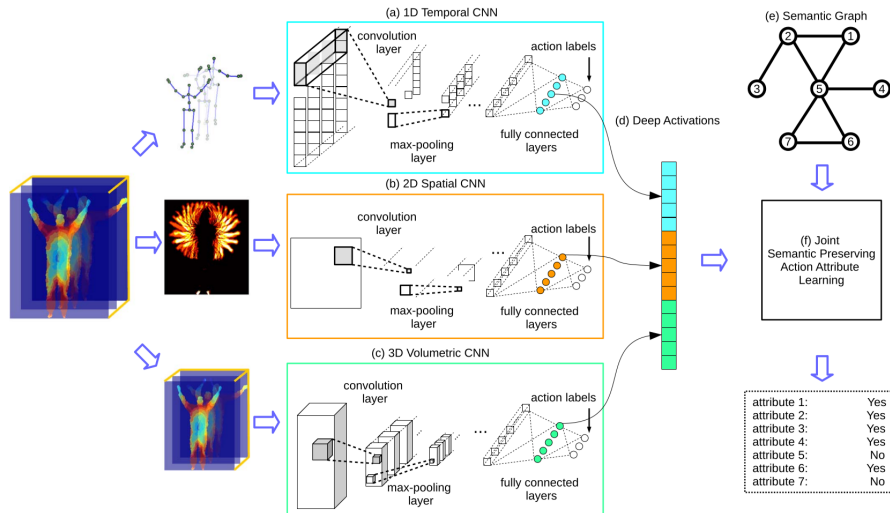 (a) 1D Temporal CNN
convolution
layer
action labels
...
max-pooling
layer
fully connected
layers
(b) 2D Spatial CNN
convolution
layer
action labels
...
max-pooling
layer
fully connected
layers
(c) 3D Volumetric CNN
convolution
layer
action labels
...
max-pooling
layer
fully connected
layers
(d) Deep Activations
(e) Semantic Graph
2
1
3
5
4
7
6
(f) Joint
Semantic Preserving
Action Attribute
Learning
attribute 1: Yes
attribute 2: Yes
attribute 3: Yes
attribute 4: Yes
attribute 5: No
attribute 6: Yes
attribute 7: No